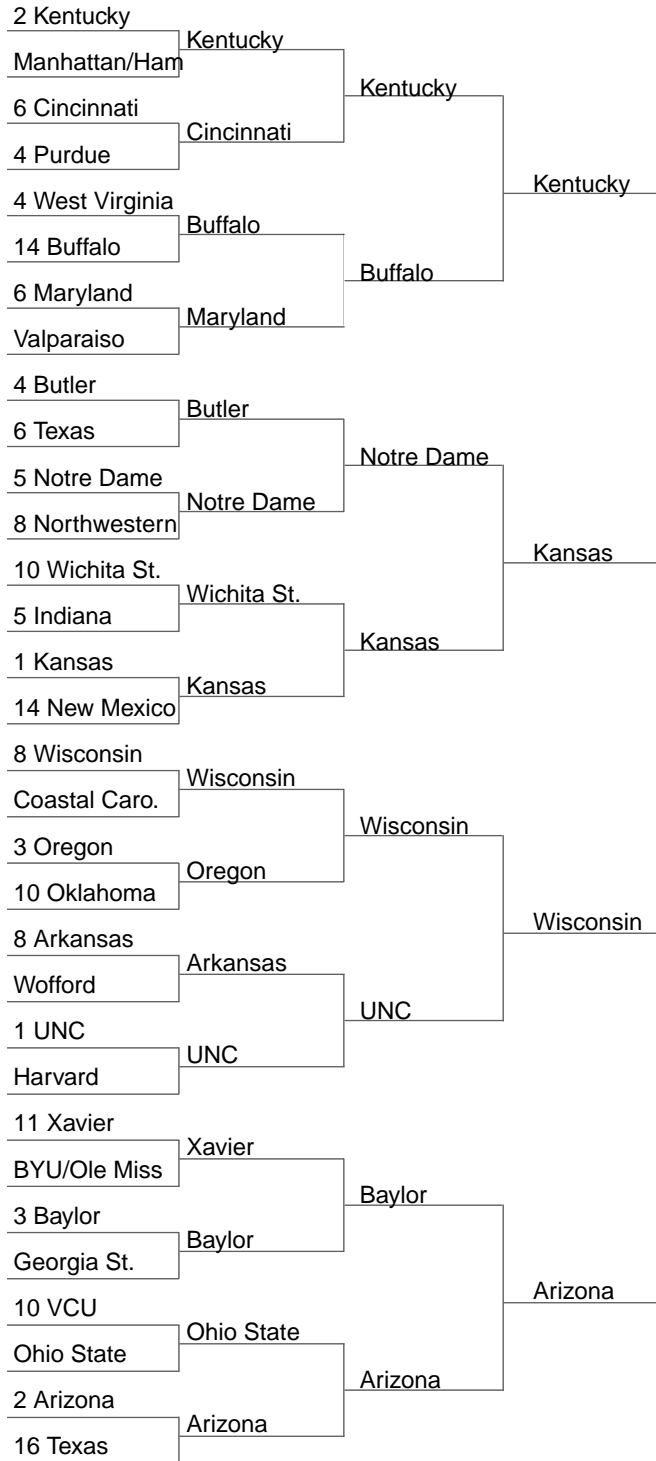 2 Kentucky
Manhattan/Ham
6 Cincinnati
4 Purdue
4 West Virginia
14 Buffalo
6 Maryland
Valparaiso
4 Butler
6 Texas
5 Notre Dame
8 Northwestern
10 Wichita St.
5 Indiana
1 Kansas
14 New Mexico
8 Wisconsin
Coastal Caro.
3 Oregon
10 Oklahoma
8 Arkansas
Wofford
1 UNC
Harvard
11 Xavier
BYU/Ole Miss
3 Baylor
Georgia St.
10 VCU
Ohio State
2 Arizona
16 Texas
Kentucky
Cincinnati
Buffalo
Maryland
Butler
Notre Dame
Wichita St.
Kansas
Wisconsin
Oregon
Arkansas
UNC
Xavier
Baylor
Ohio State
Arizona
Kentucky
Buffalo
Notre Dame
Kansas
Wisconsin
UNC
Baylor
Arizona
Kentucky
Kansas
Wisconsin
Arizona